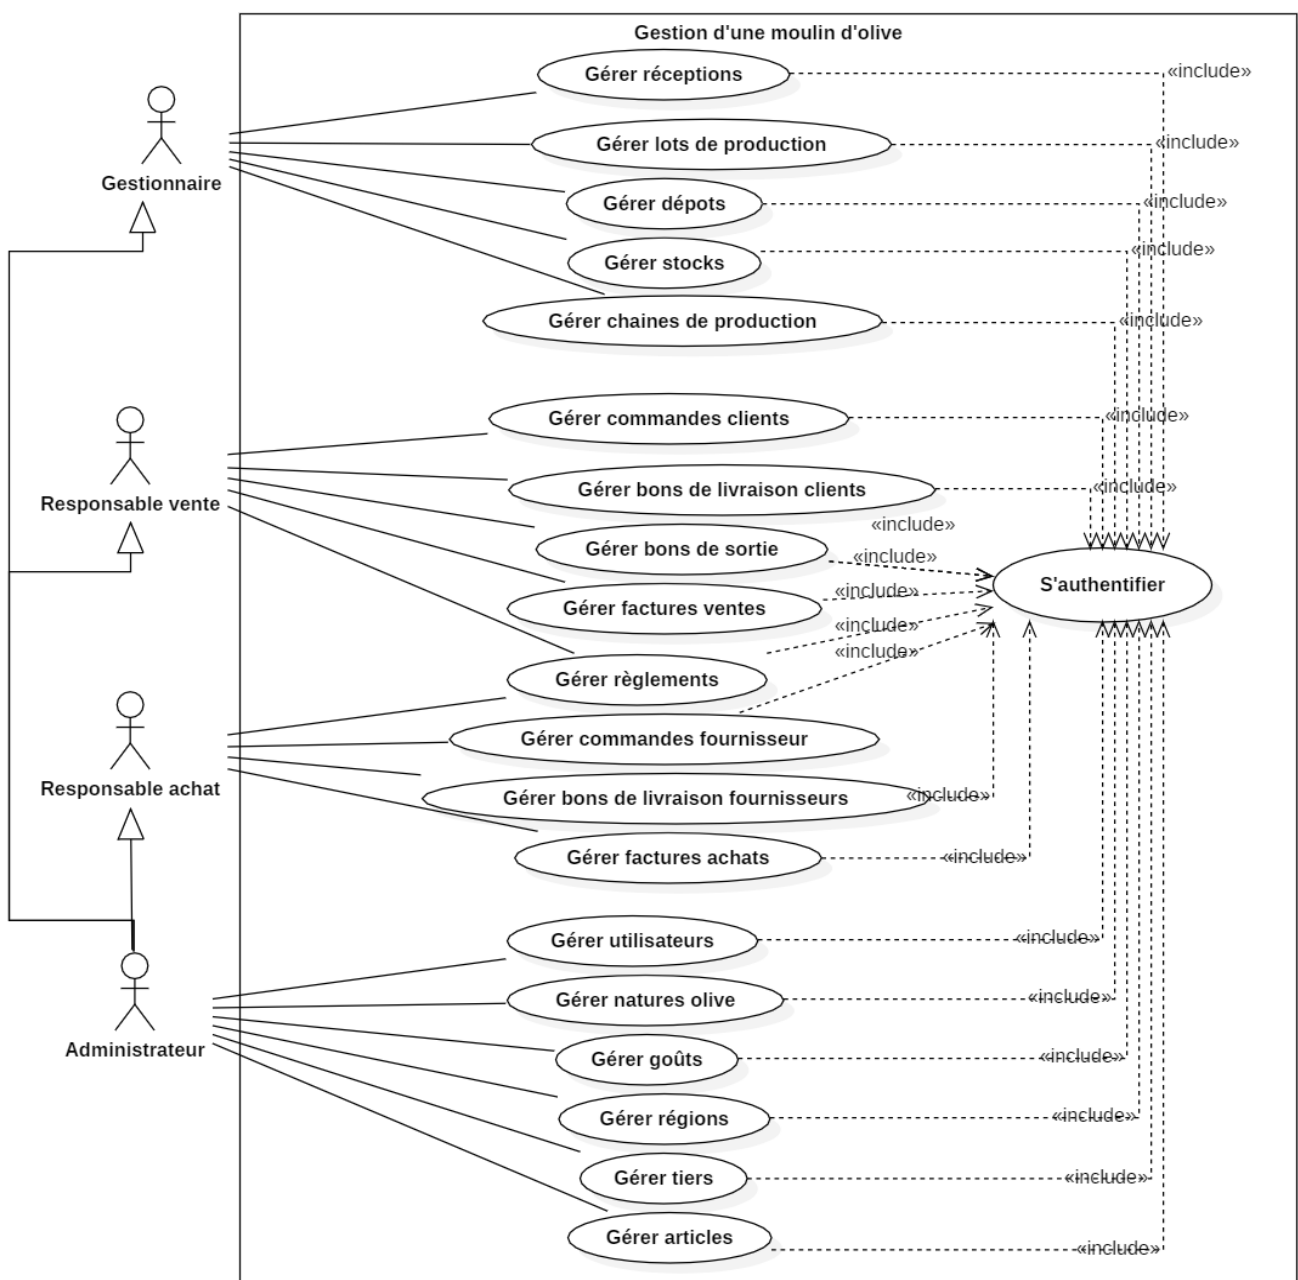 Gestion d'une moulin d'olive
Gérer réceptions
«include»
Gérer lots de production
«include»
Gestionnaire
Gérer dépots
«include»
Gérer stocks
«include»
Gérer chaines de production
«include»
Gérer commandes clients
«include»
Responsable vente
Gérer bons de livraison clients
«include»
«include»
Gérer bons de sortie
«include»
S'authentifier
Gérer factures ventes
«include»
«include»
«include»
Gérer règlements
Gérer commandes fournisseur
Responsable achat
Gérer bons de livraison fournisseurs
«include»
Gérer factures achats
«include»
Gérer utilisateurs
«include»
Gérer natures olive
«include»
Administrateur
Gérer goûts
«include»
Gérer régions
«include»
Gérer tiers
«include»
Gérer articles
«include»